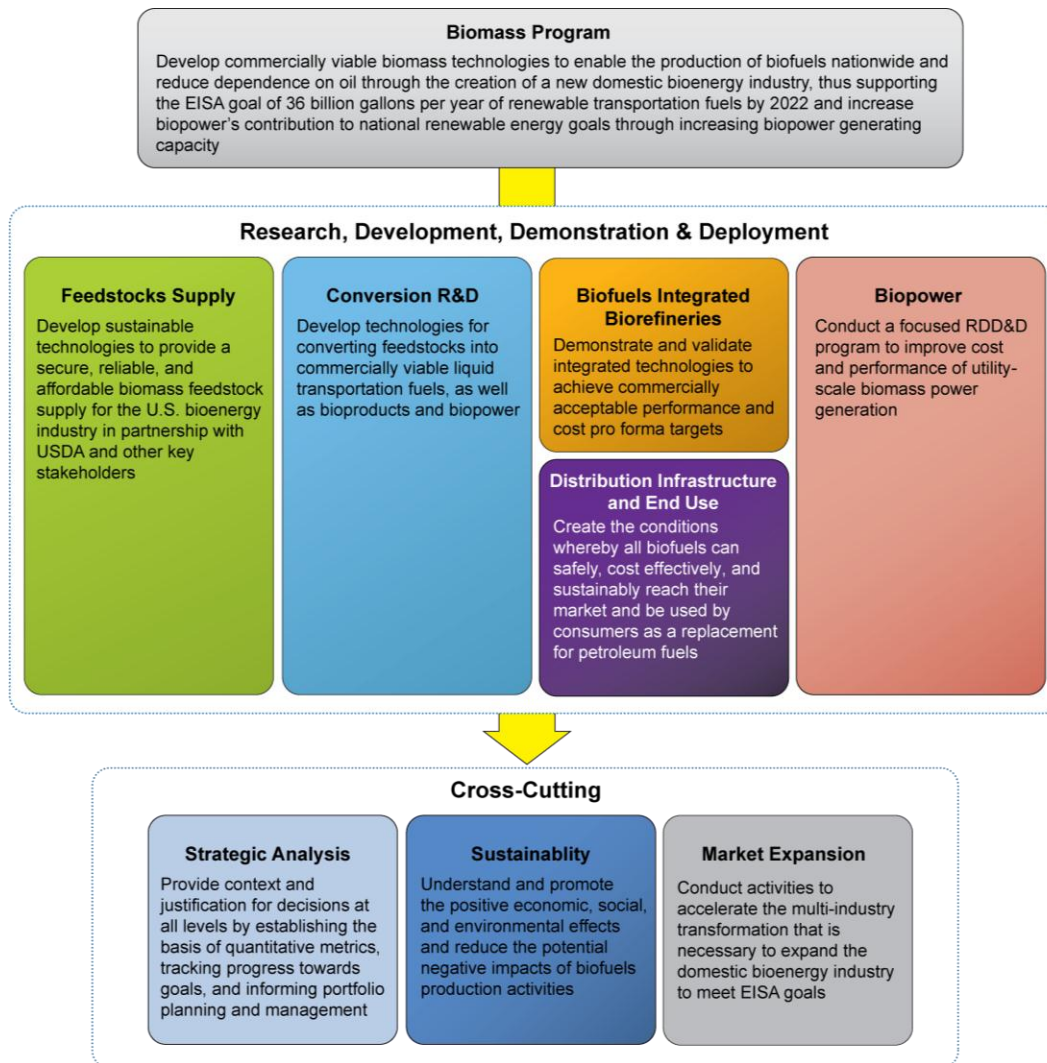 Biomass Program
Develop commercially viable biomass technologies to enable the production of biofuels nationwide and
reduce dependence on oil through the creation of a new domestic bioenergy industry, thus supporting
the EISA goal of 36 billion gallons per year of renewable transportation fuels by 2022 and increase
biopower's contribution to national renewable energy goals through increasing biopower generating
capacity
Research, Development, Demonstration & Deployment
Feedstocks Supply
Develop sustainable
technologies to provide a
secure, reliable, and
affordable biomass feedstock
supply for the U.S. bioenergy
industry in partnership with
USDA and other key
stakeholders
Conversion R&D
Develop technologies for
converting feedstocks into
commercially viable liquid
transportation fuels, as well
as bioproducts and biopower
Biofuels Integrated
Biorefineries
Demonstrate and validate
integrated technologies to
achieve commercially
acceptable performance and
cost pro forma targets
Distribution Infrastructure
and End Use
Create the conditions
whereby all biofuels can
safely, cost effectively, and
sustainably reach their
market and be used by
consumers as a replacement
for petroleum fuels
Biopower
Conduct a focused RDD&D
program to improve cost
and performance of utility-
scale biomass power
generation
Cross-Cutting
Strategic Analysis
Provide context and
justification for decisions at
all levels by establishing the
basis of quantitative metrics,
tracking progress towards
goals, and informing portfolio
planning and management
Sustainablity
Understand and promote
the positive economic, social,
and environmental effects
and reduce the potential
negative impacts of biofuels
production activities
Market Expansion
Conduct activities to
accelerate the multi-industry
transformation that is
necessary to expand the
domestic bioenergy industry
to meet EISA goals